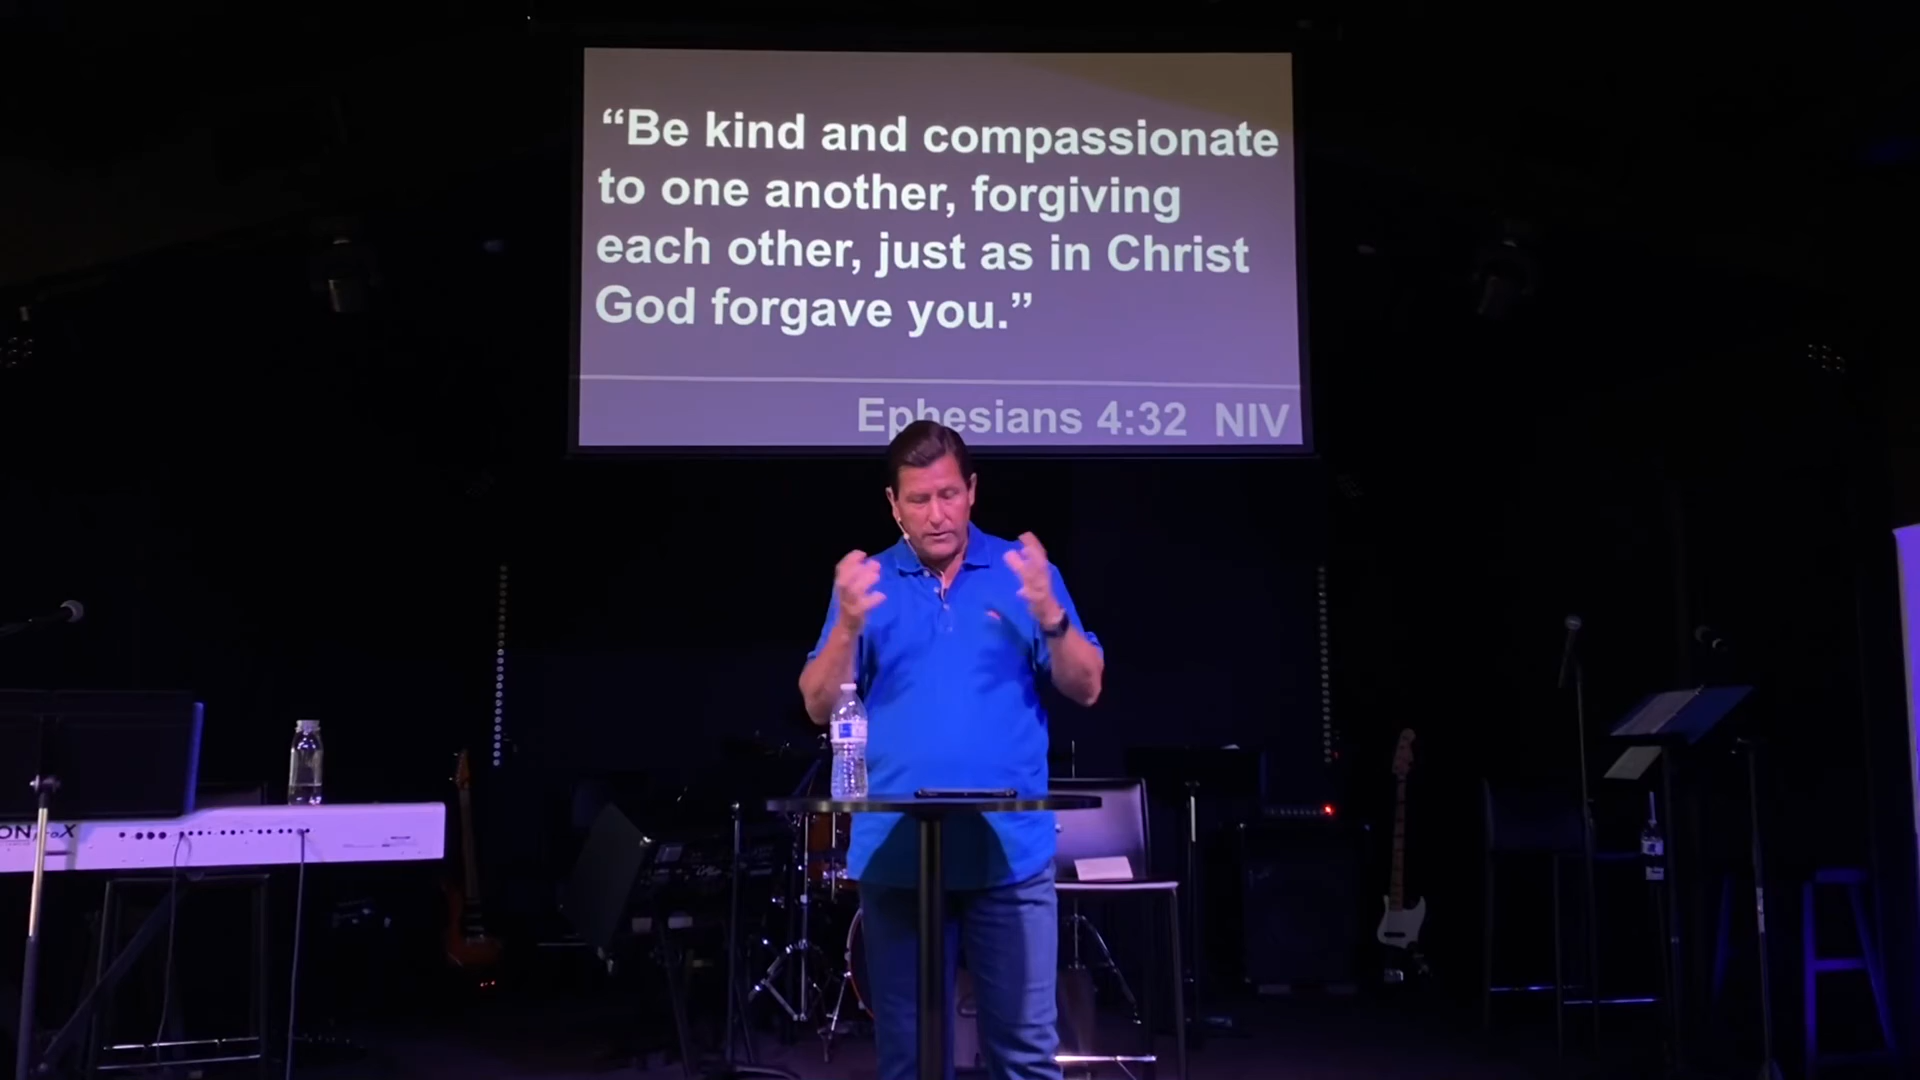 “Be kind and compassionate
to one another, forgiving
each other, just as in Christ
God forgave you.”
Ephesians 4:32 NIV